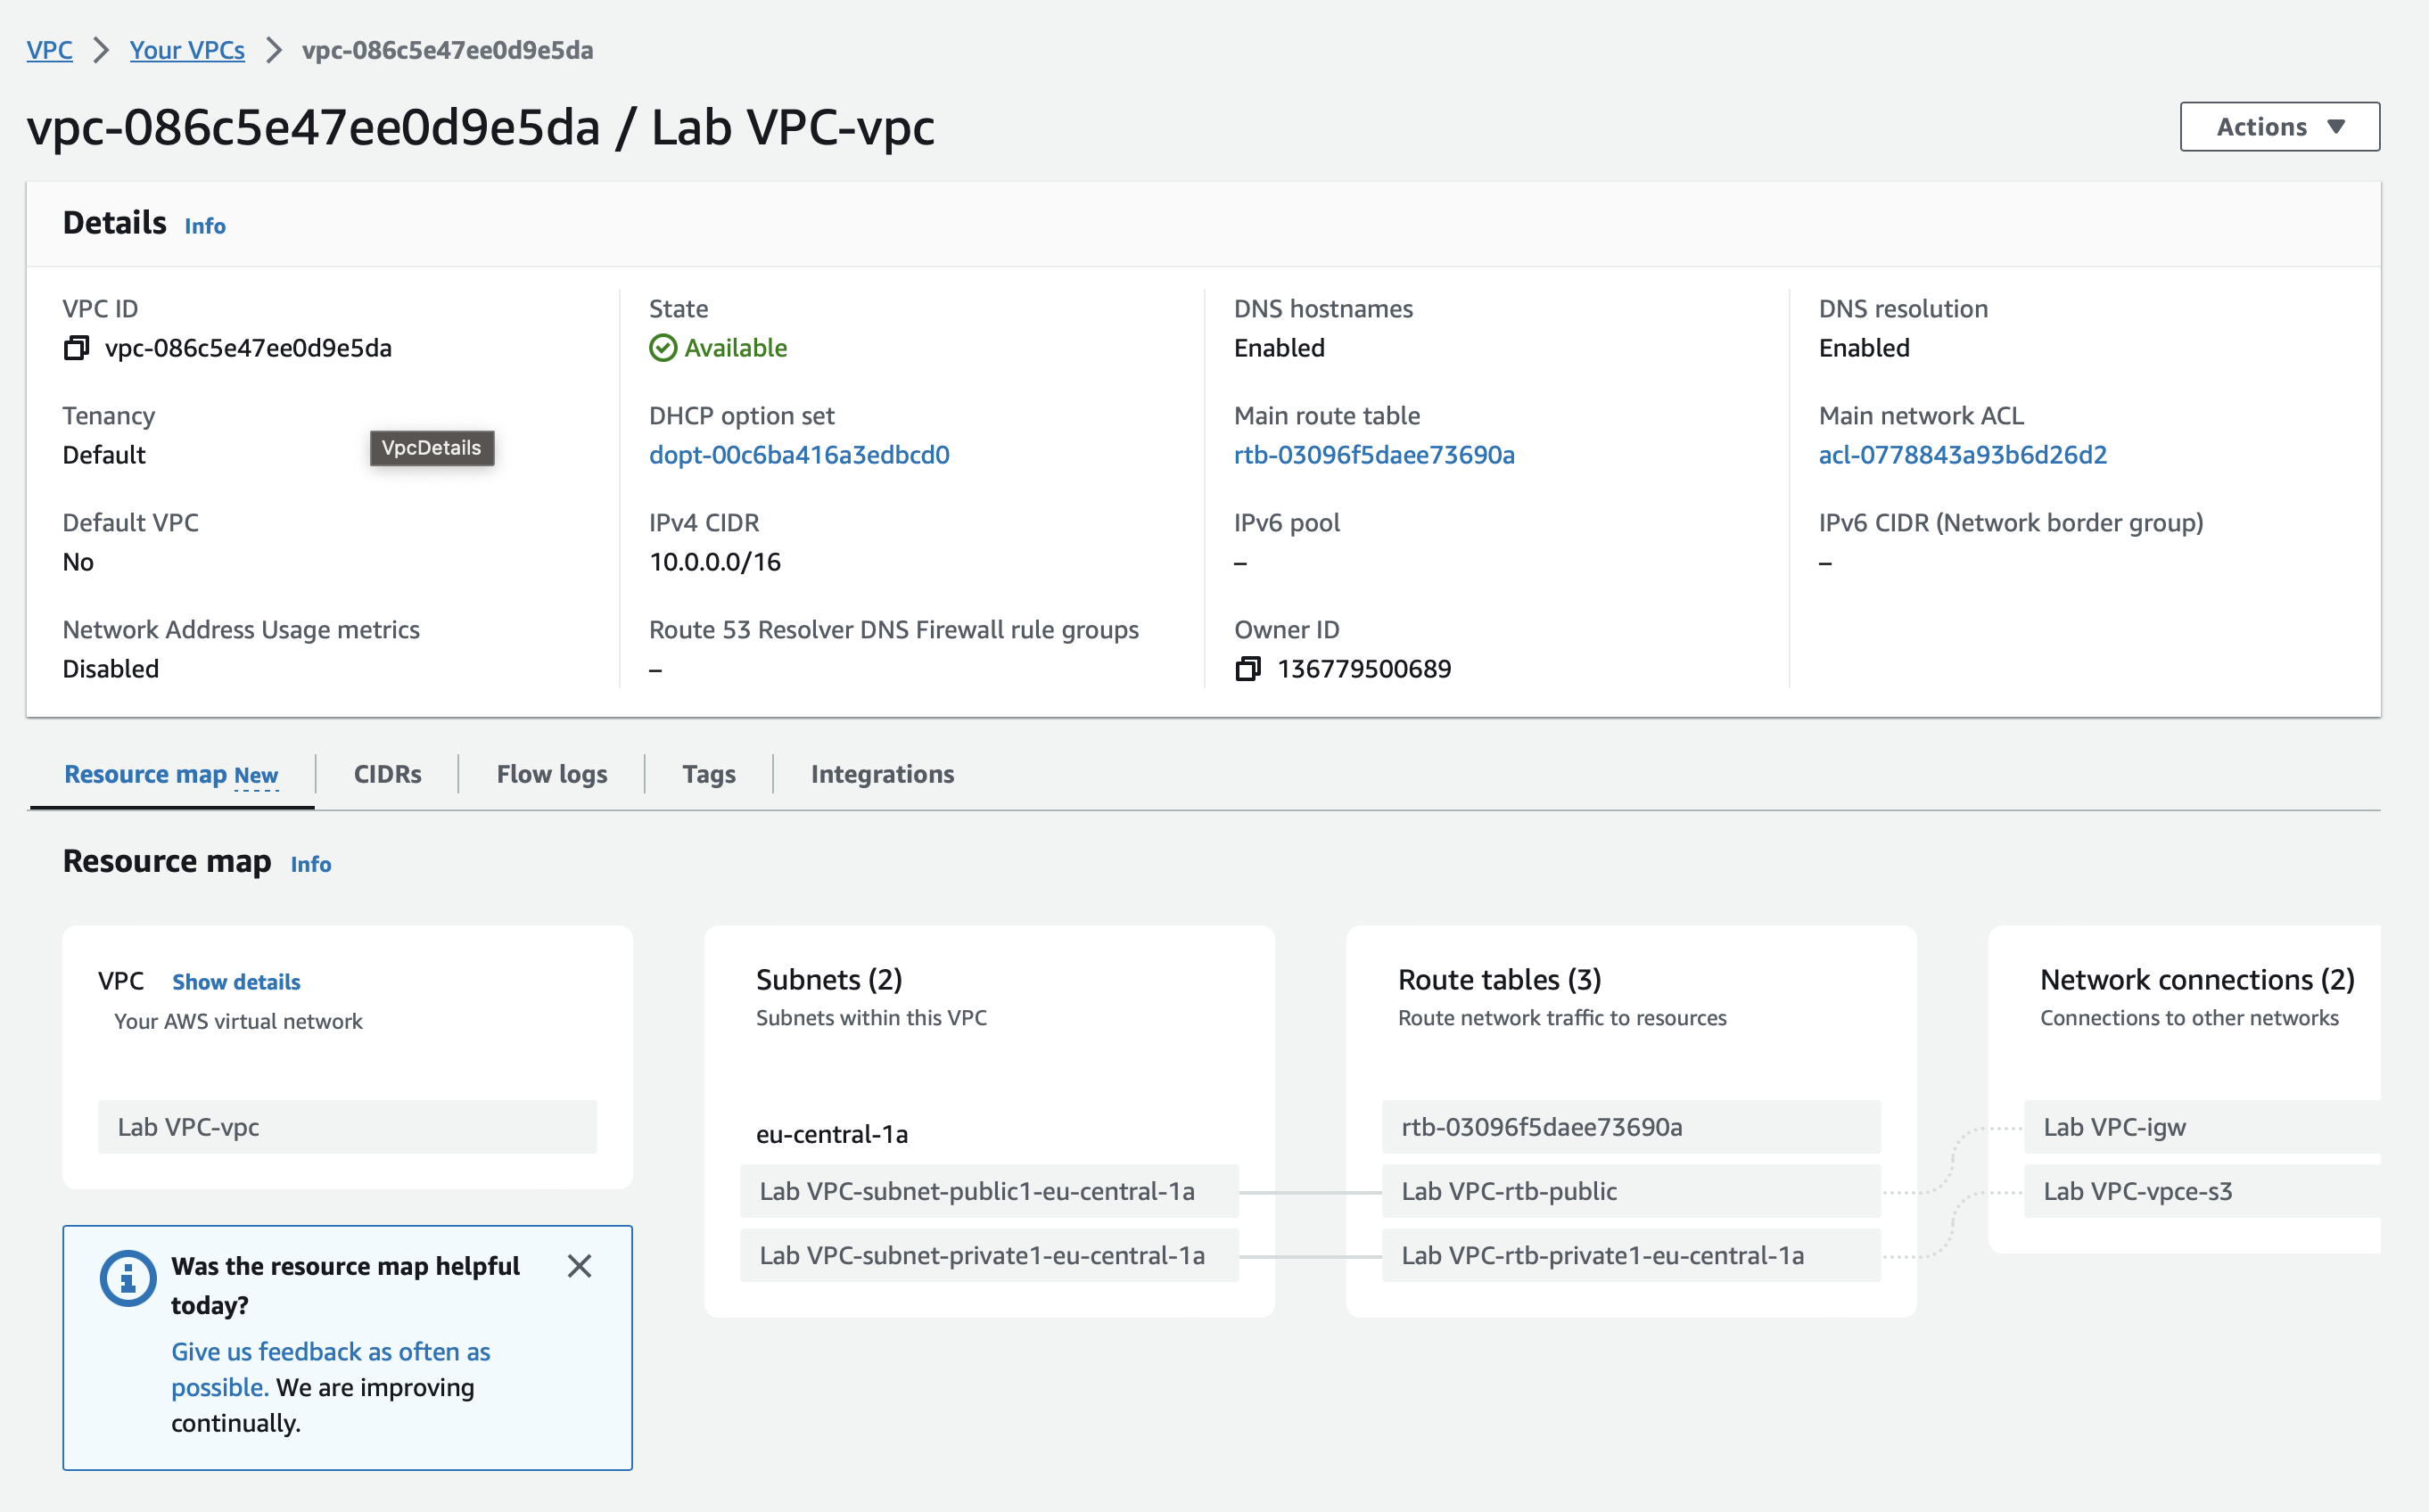 VPC > Your VPCs > vpc-086c5e47ee0d9e5da
vpc-086c5e47ee0d9e5da / Lab VPC-vpc
Actions
Details Info
VPC ID
vpc-086c5e47ee0d9e5da
State
Available
DNS hostnames
Enabled
DNS resolution
Enabled
Tenancy
Default
VpcDetails
DHCP option set
dopt-00c6ba416a3edbcd0
Main route table
rtb-03096f5daee73690a
Main network ACL
acl-0778843a93b6d26d2
Default VPC
No
IPv4 CIDR
10.0.0.0/16
IPv6 pool
–
IPv6 CIDR (Network border group)
–
Network Address Usage metrics
Disabled
Route 53 Resolver DNS Firewall rule groups
–
Owner ID
136779500689
Resource map New
CIDRs
Flow logs
Tags
Integrations
Resource map Info
VPC Show details
Your AWS virtual network
Lab VPC-vpc
Subnets (2)
Subnets within this VPC
eu-central-1a
Lab VPC-subnet-public1-eu-central-1a
Lab VPC-subnet-private1-eu-central-1a
Route tables (3)
Route network traffic to resources
rtb-03096f5daee73690a
Lab VPC-rtb-public
Lab VPC-rtb-private1-eu-central-1a
Network connections (2)
Connections to other networks
Lab VPC-igw
Lab VPC-vpce-s3
Was the resource map helpful
today?
Give us feedback as often as
possible. We are improving
continually.